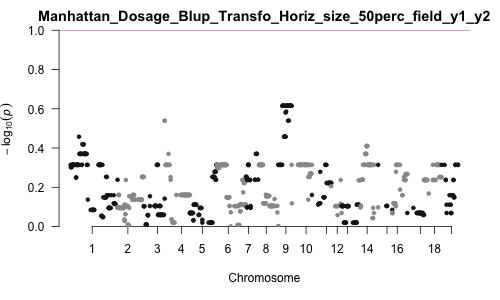 Manhattan_Dosage_Blup_Transfo_Horiz_size_50perc_field_y1_y2
1.0
0.8
0.6
0.4
0.2
0.0
− log₁₀(p)
1 2 3 4 5 6 7 8 9 10 12 14 16 18
Chromosome